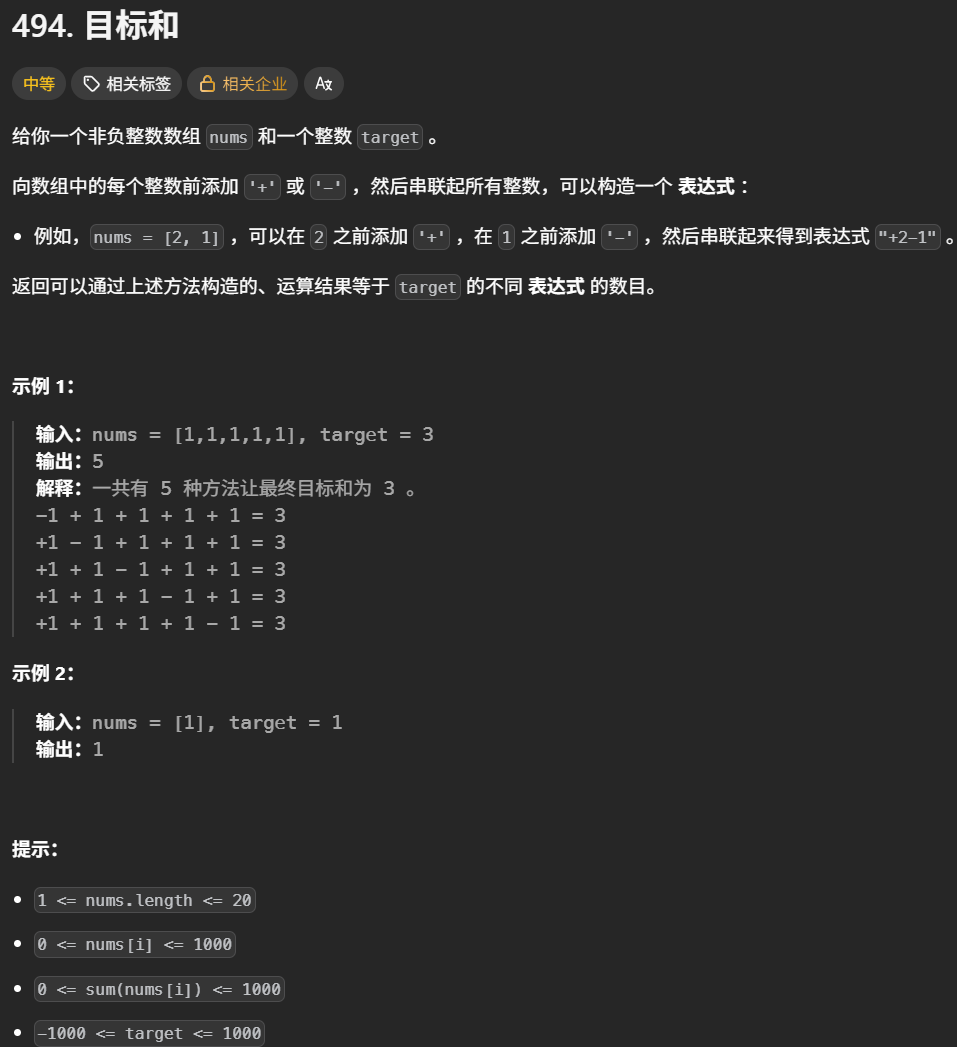 494. 目标和
中等 相关标签 相关企业 Aぇ
给你一个非负整数数组 nums 和一个整数 target 。
向数组中的每个整数前添加 '+' 或 '-' ，然后串联起所有整数，可以构造一个 表达式 ：
• 例如，nums = [2, 1] ，可以在 2 之前添加 '+' ，在 1 之前添加 '-' ，然后串联起来得到表达式 "+2-1" 。
返回可以通过上述方法构造的、运算结果等于 target 的不同 表达式 的数目。
示例 1：
输入：nums = [1,1,1,1,1], target = 3
输出：5
解释：一共有 5 种方法让最终目标和为 3 。
-1 + 1 + 1 + 1 + 1 = 3
+1 - 1 + 1 + 1 + 1 = 3
+1 + 1 - 1 + 1 + 1 = 3
+1 + 1 + 1 - 1 + 1 = 3
+1 + 1 + 1 + 1 - 1 = 3
示例 2：
输入：nums = [1], target = 1
输出：1
提示：
• 1 <= nums.length <= 20
• 0 <= nums[i] <= 1000
• 0 <= sum(nums[i]) <= 1000
• -1000 <= target <= 1000